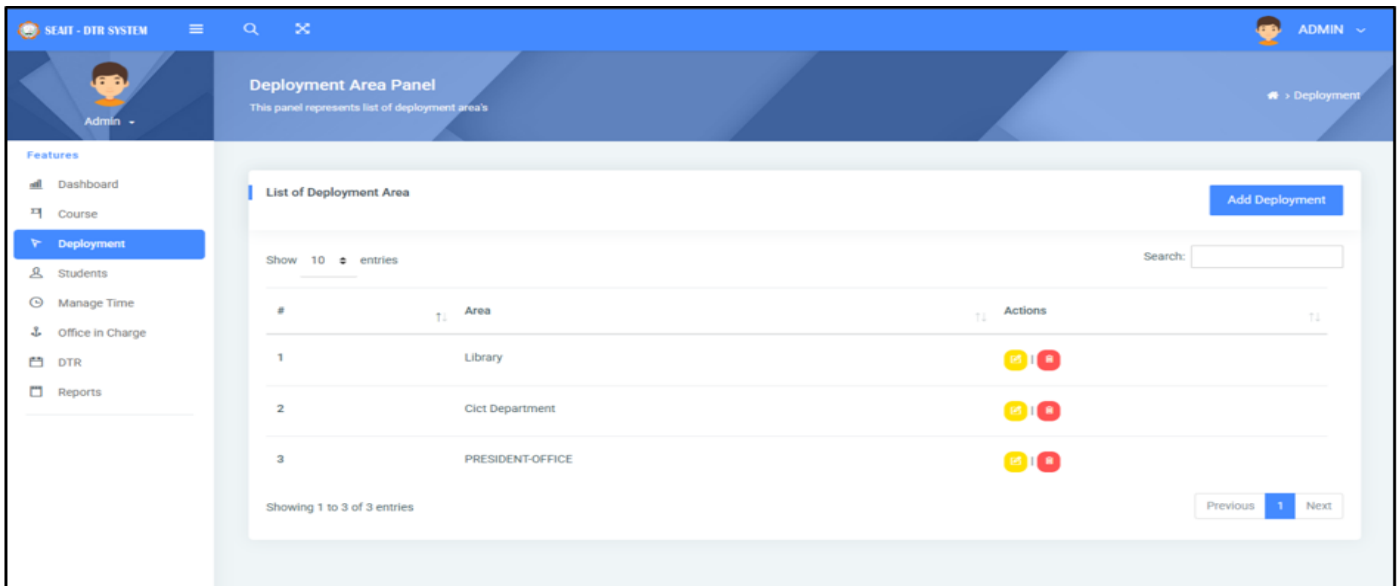 SEAIT - DTR SYSTEM
ADMIN
Admin
Deployment Area Panel
This panel represents list of deployment area's
> Deployment
Features
Dashboard
Course
Deployment
Students
Manage Time
Office in Charge
DTR
Reports
List of Deployment Area
Add Deployment
Show 10 entries
Search:
# Area Actions
1 Library |
2 Cict Department |
3 PRESIDENT-OFFICE |
Showing 1 to 3 of 3 entries
Previous 1 Next